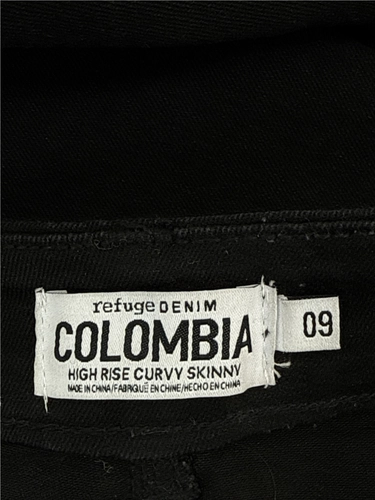 refuge DENIM
COLOMBIA
09
HIGH RISE CURVY SKINNY
MADE IN CHINA/FABRIQUÉ EN CHINE/HECHO EN CHINA